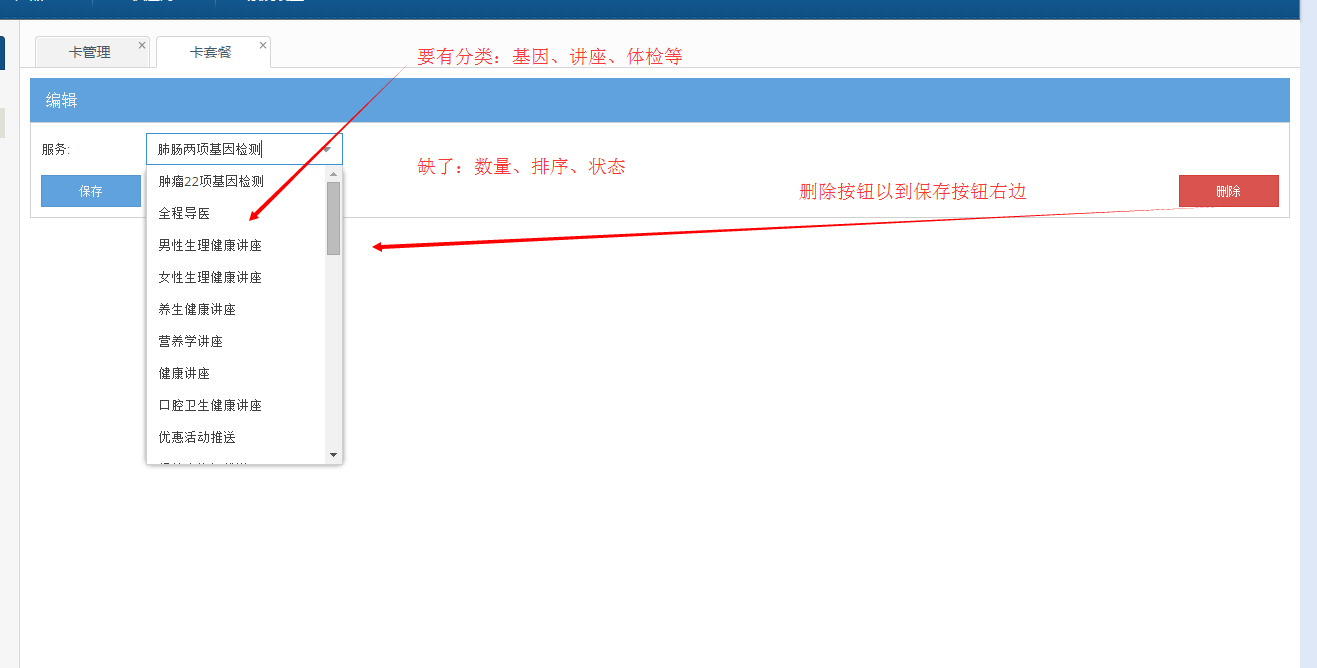 卡管理
卡套餐
要有分类：基因、讲座、体检等
编辑
服务:
肺肠两项基因检测
缺了：数量、排序、状态
肿瘤22项基因检测
保存
删除按钮以到保存按钮右边
删除
全程导医
男性生理健康讲座
女性生理健康讲座
养生健康讲座
营养学讲座
健康讲座
口腔卫生健康讲座
优惠活动推送